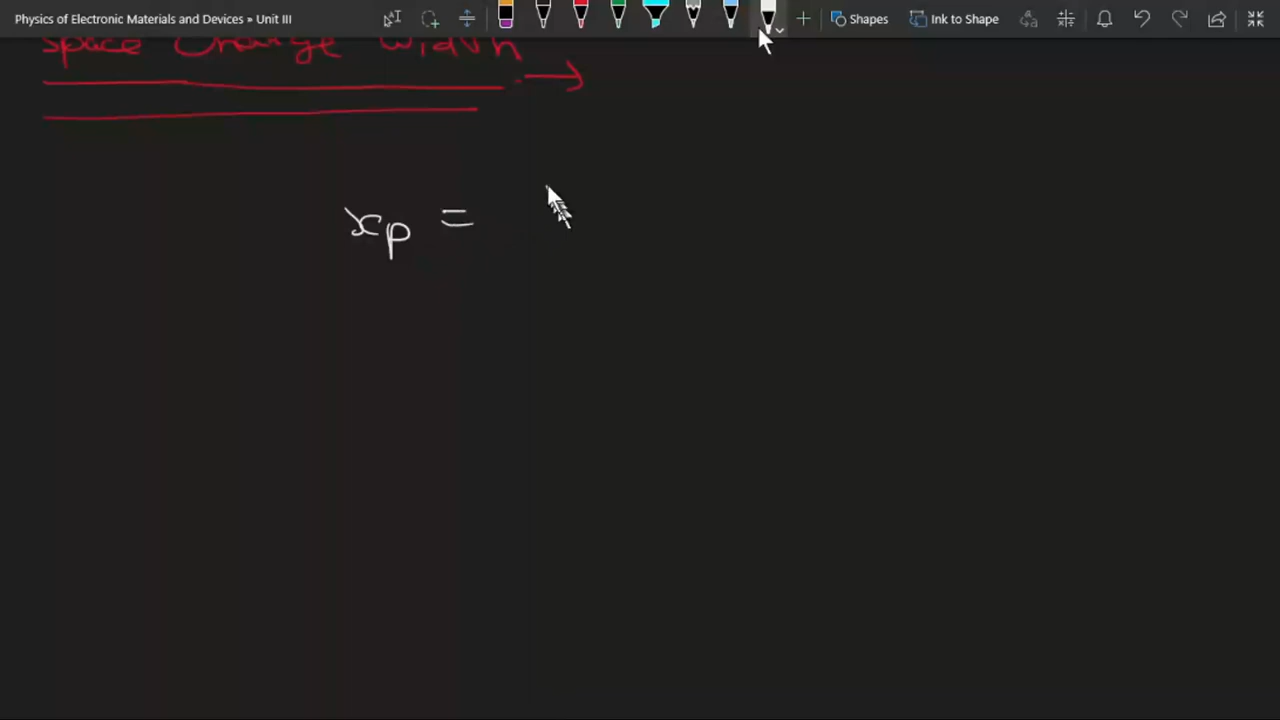 Physics of Electronic Materials and Devices » Unit III Shapes Ink to Shape
space charge width →
xp =